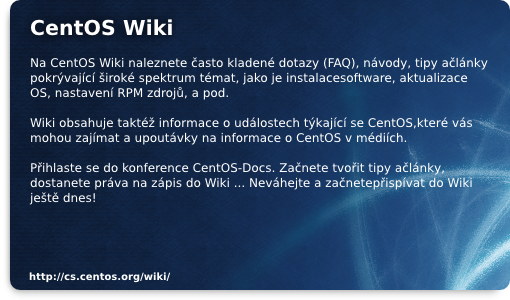 CentOS Wiki
Na CentOS Wiki naleznete často kladené dotazy (FAQ), návody, tipy ačlánky
pokrývající široké spektrum témat, jako je instalacesoftware, aktualizace
OS, nastavení RPM zdrojů, a pod.
Wiki obsahuje taktéž informace o událostech týkající se CentOS,které vás
mohou zajímat a upoutávky na informace o CentOS v médiích.
Přihlaste se do konference CentOS-Docs. Začnete tvořit tipy ačlánky,
dostanete práva na zápis do Wiki ... Neváhejte a začnetepřispívat do Wiki
ještě dnes!
http://cs.centos.org/wiki/